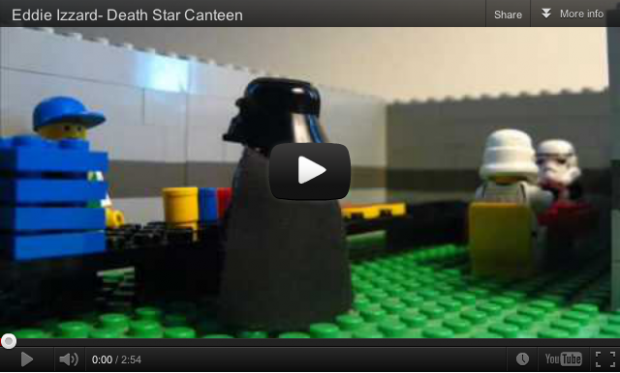 Eddie Izzard- Death Star Canteen
Share
More info
0:00 / 2:54
YouTube